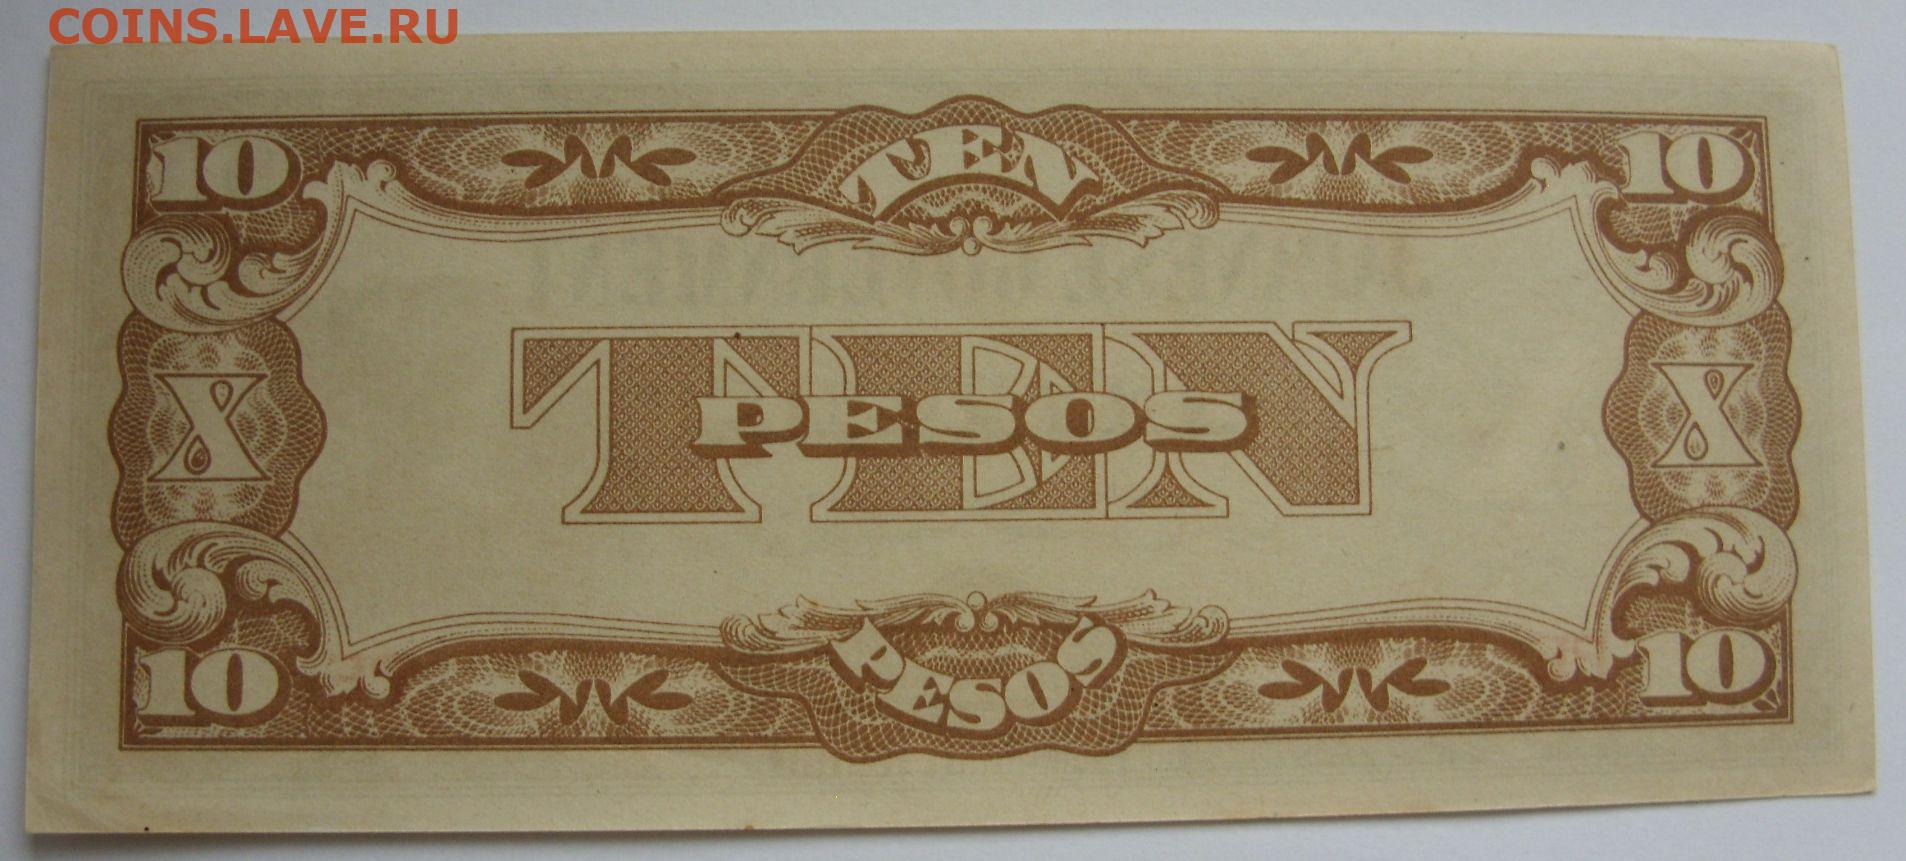 COINS.LAVE.RU
10 TEN 10
TEN
PESOS
X X
10 PESOS 10